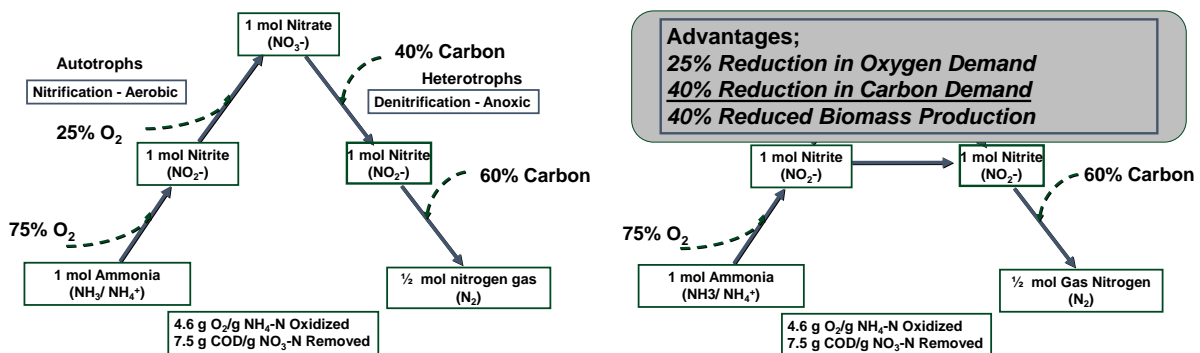 1 mol Nitrate
(NO₃-)
40% Carbon
Autotrophs
Nitrification - Aerobic
Heterotrophs
Denitrification - Anoxic
25% O₂
1 mol Nitrite
(NO₂-)
1 mol Nitrite
(NO₂-)
60% Carbon
75% O₂
1 mol Ammonia
(NH₃/ NH₄⁺)
½ mol nitrogen gas
(N₂)
4.6 g O₂/g NH₄-N Oxidized
7.5 g COD/g NO₃-N Removed
Advantages;
25% Reduction in Oxygen Demand
40% Reduction in Carbon Demand
40% Reduced Biomass Production
1 mol Nitrite
(NO₂-)
1 mol Nitrite
(NO₂-)
60% Carbon
75% O₂
1 mol Ammonia
(NH3/ NH₄⁺)
½ mol Gas Nitrogen
(N₂)
4.6 g O₂/g NH₄-N Oxidized
7.5 g COD/g NO₃-N Removed